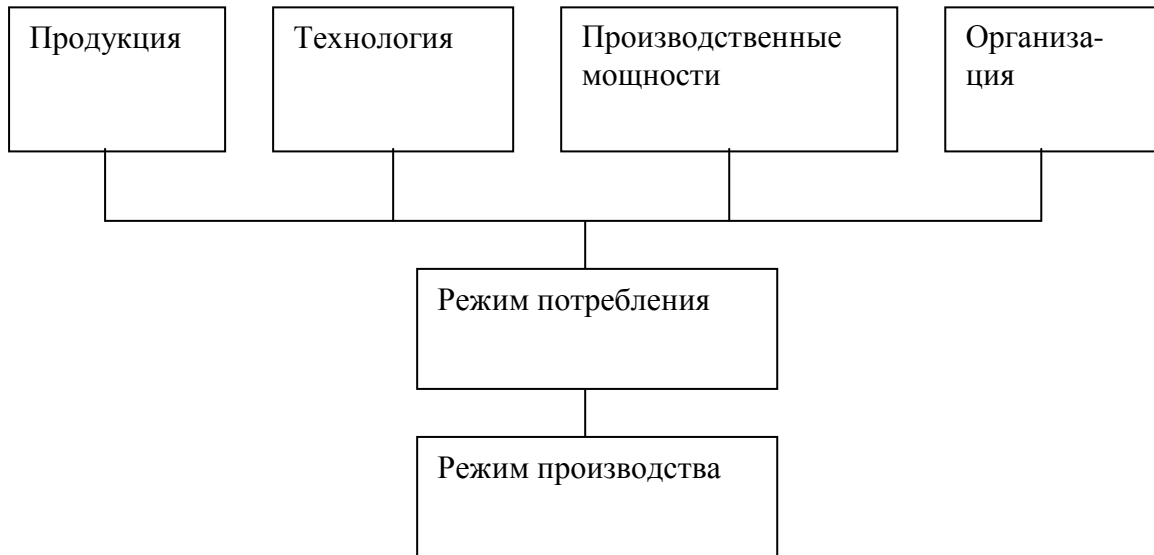 Продукция
Технология
Производственные
мощности
Организа-
ция
Режим потребления
Режим производства